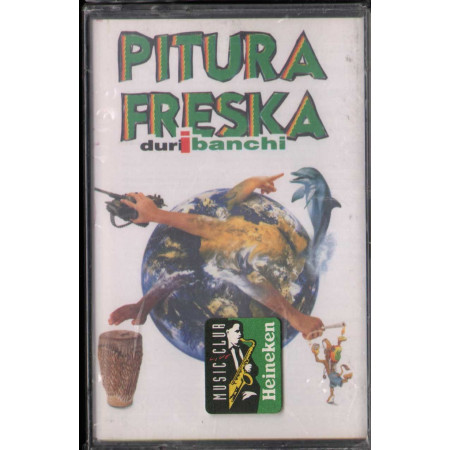 PITURA
FRESKA
duri i banchi
MUSIC CLUB
Heineken